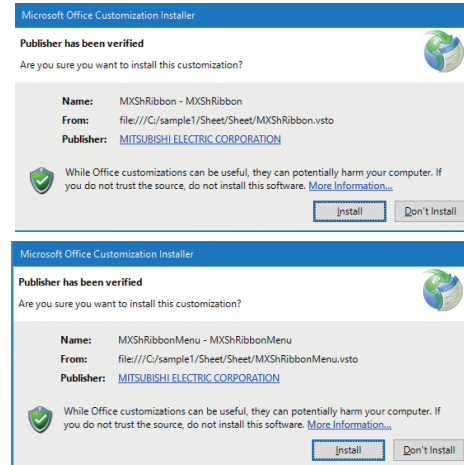 Microsoft Office Customization Installer
Publisher has been verified
Are you sure you want to install this customization?
Name: MXShRibbon - MXShRibbon
From: file:///C:/sample1/Sheet/Sheet/MXShRibbon.vsto
Publisher: MITSUBISHI ELECTRIC CORPORATION
While Office customizations can be useful, they can potentially harm your computer. If
you do not trust the source, do not install this software. More Information...
Install Don't Install
Microsoft Office Customization Installer
Publisher has been verified
Are you sure you want to install this customization?
Name: MXShRibbonMenu - MXShRibbonMenu
From: file:///C:/sample1/Sheet/Sheet/MXShRibbonMenu.vsto
Publisher: MITSUBISHI ELECTRIC CORPORATION
While Office customizations can be useful, they can potentially harm your computer. If
you do not trust the source, do not install this software. More Information...
Install Don't Install